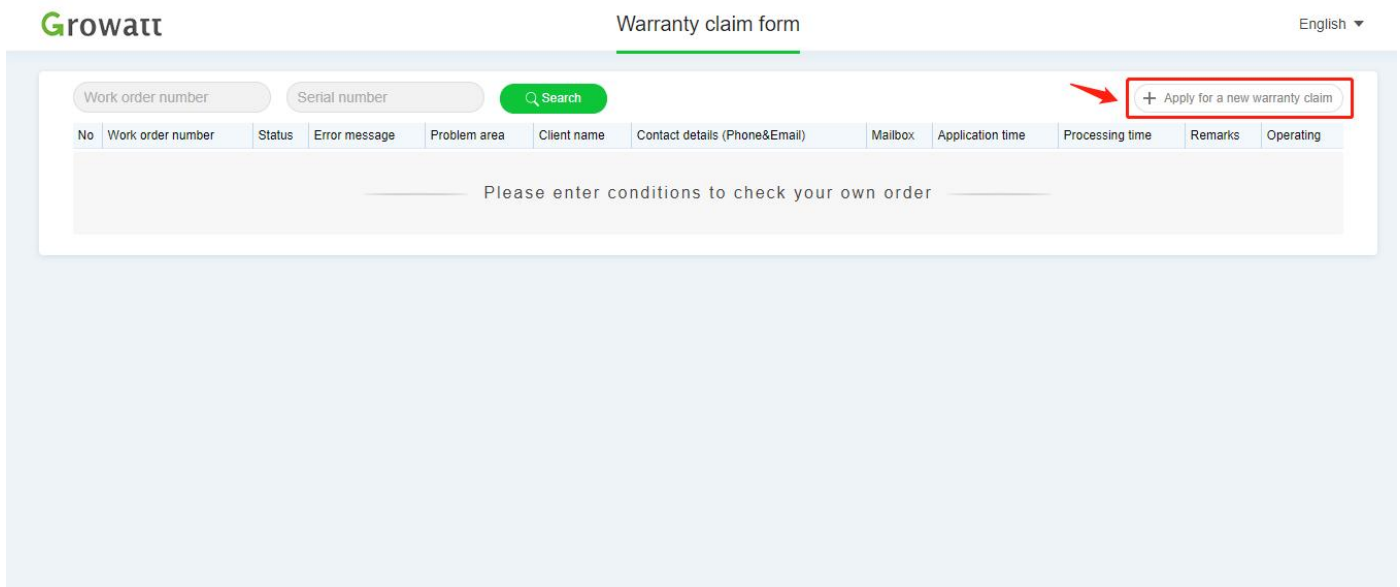 Growatt
Warranty claim form
English
Work order number
Serial number
Search
+ Apply for a new warranty claim
No Work order number Status Error message Problem area Client name Contact details (Phone&Email) Mailbox Application time Processing time Remarks Operating
Please enter conditions to check your own order